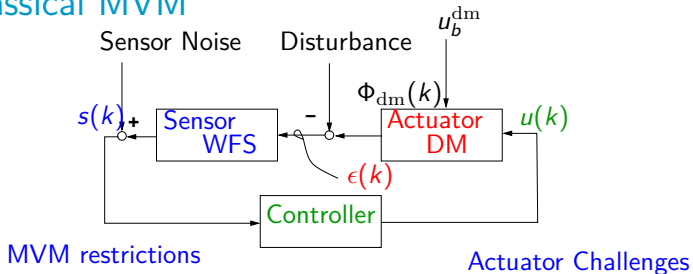 ssical MVM
Sensor Noise
Disturbance
u_b^dm
Φ_dm(k)
s(k)
+
Sensor
WFS
−
Actuator
DM
u(k)
ϵ(k)
Controller
MVM restrictions
Actuator Challenges